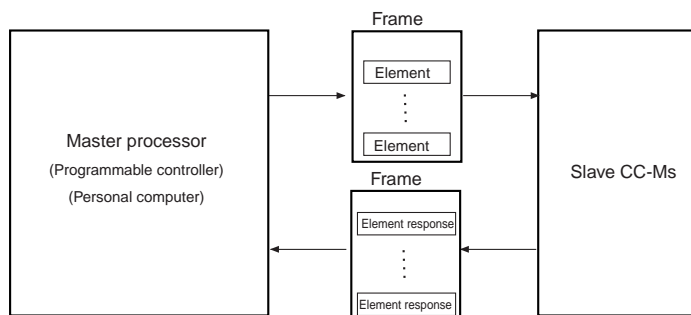 Frame
Element
Element
Master processor
(Programmable controller)
(Personal computer)
Slave CC-Ms
Frame
Element response
Element response